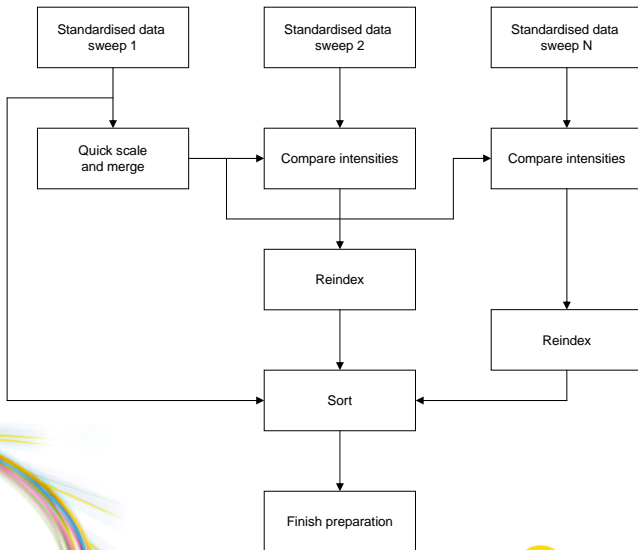 Standardised data
sweep 1
Standardised data
sweep 2
Standardised data
sweep N
Quick scale
and merge
Compare intensities
Compare intensities
Reindex
Reindex
Sort
Finish preparation